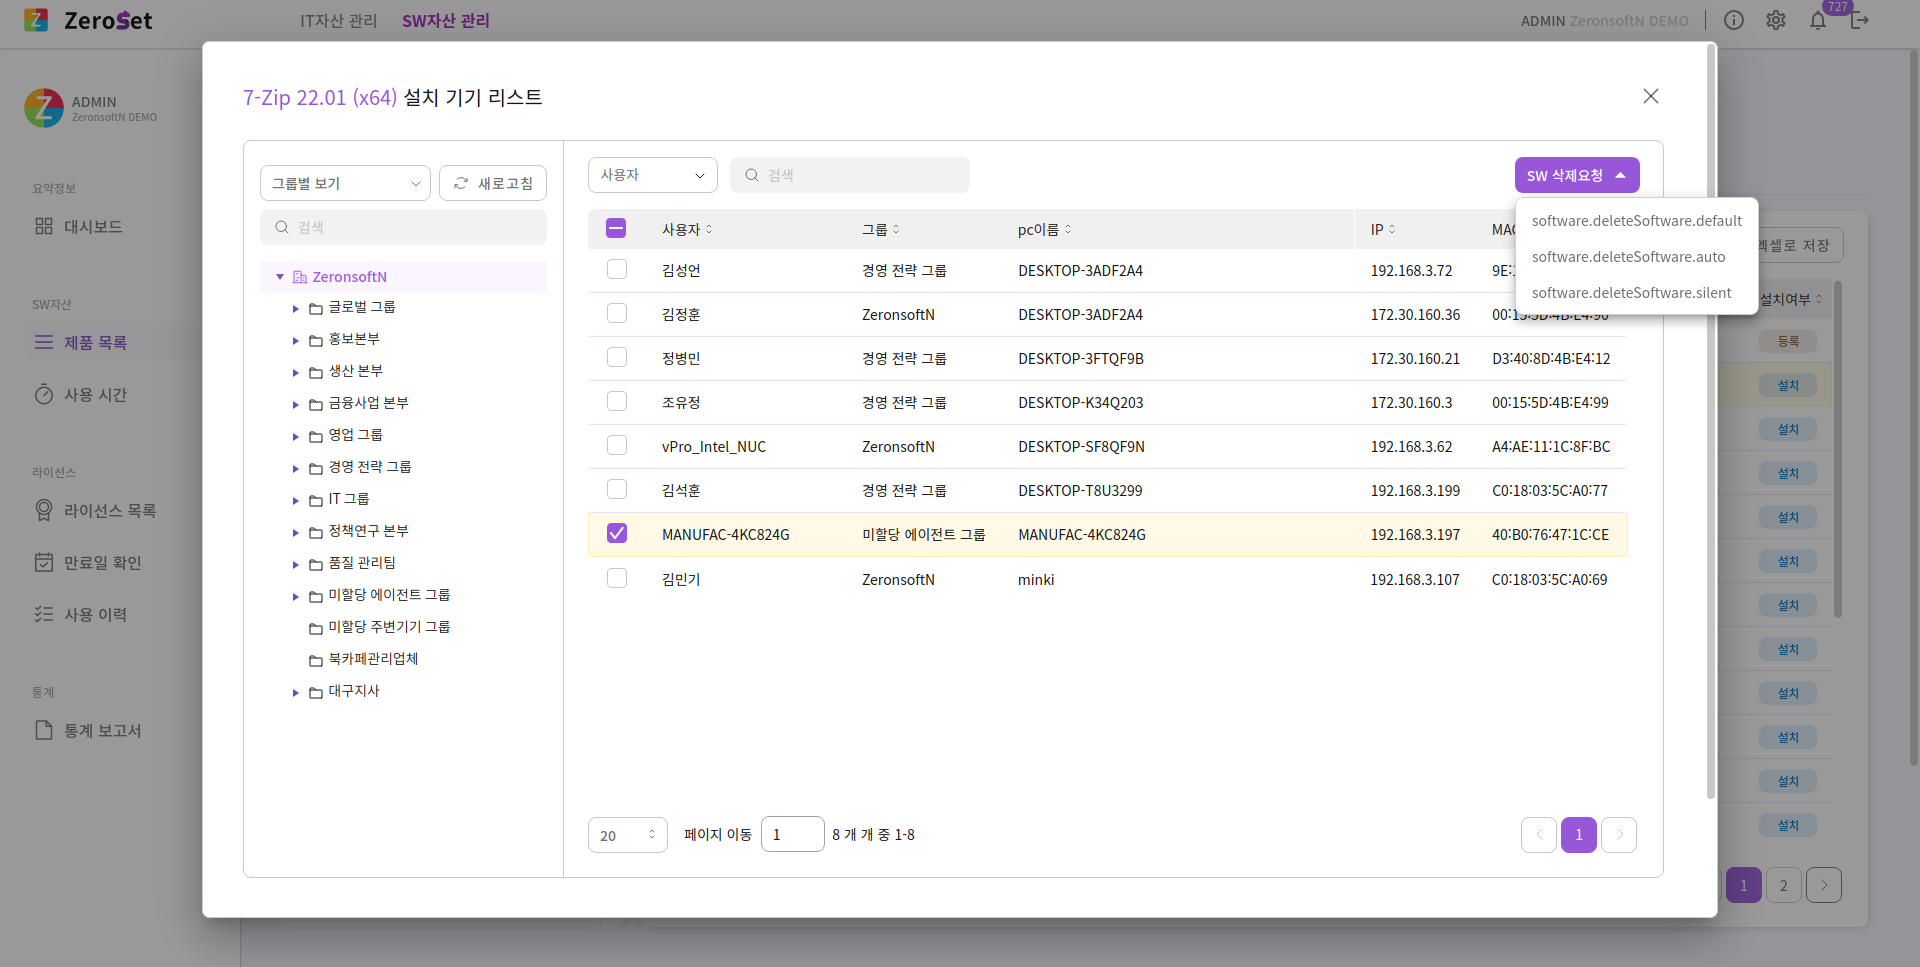 ZeroSet
IT자산 관리
SW자산 관리
ADMIN ZeronsoftN DEMO
727
ADMIN
ZeronsoftN DEMO
요약정보
대시보드
SW자산
제품 목록
사용 시간
라이선스
라이선스 목록
만료일 확인
사용 이력
통계
통계 보고서
7-Zip 22.01 (x64) 설치 기기 리스트
그룹별 보기
새로고침
검색
ZeronsoftN
글로벌 그룹
홍보본부
생산 본부
금융사업 본부
영업 그룹
경영 전략 그룹
IT 그룹
정책연구 본부
품질 관리팀
미할당 에이전트 그룹
미할당 주변기기 그룹
북카페관리업체
대구지사
사용자
검색
SW 삭제요청
software.deleteSoftware.default
software.deleteSoftware.auto
software.deleteSoftware.silent
사용자 그룹 pc이름 IP
김성언 경영 전략 그룹 DESKTOP-3ADF2A4 192.168.3.72
김정훈 ZeronsoftN DESKTOP-3ADF2A4 172.30.160.36
정병민 경영 전략 그룹 DESKTOP-3FTQF9B 172.30.160.21 D3:40:8D:4B:E4:12
조유정 경영 전략 그룹 DESKTOP-K34Q203 172.30.160.3 00:15:5D:4B:E4:99
vPro_Intel_NUC ZeronsoftN DESKTOP-SF8QF9N 192.168.3.62 A4:AE:11:1C:8F:BC
김석훈 경영 전략 그룹 DESKTOP-T8U3299 192.168.3.199 C0:18:03:5C:A0:77
MANUFAC-4KC824G 미할당 에이전트 그룹 MANUFAC-4KC824G 192.168.3.197 40:B0:76:47:1C:CE
김민기 ZeronsoftN minki 192.168.3.107 C0:18:03:5C:A0:69
20
페이지 이동
1
8 개 개 중 1-8
1
저장
설치여부
등록
설치
설치
설치
설치
설치
설치
설치
설치
설치
설치
설치
1
2